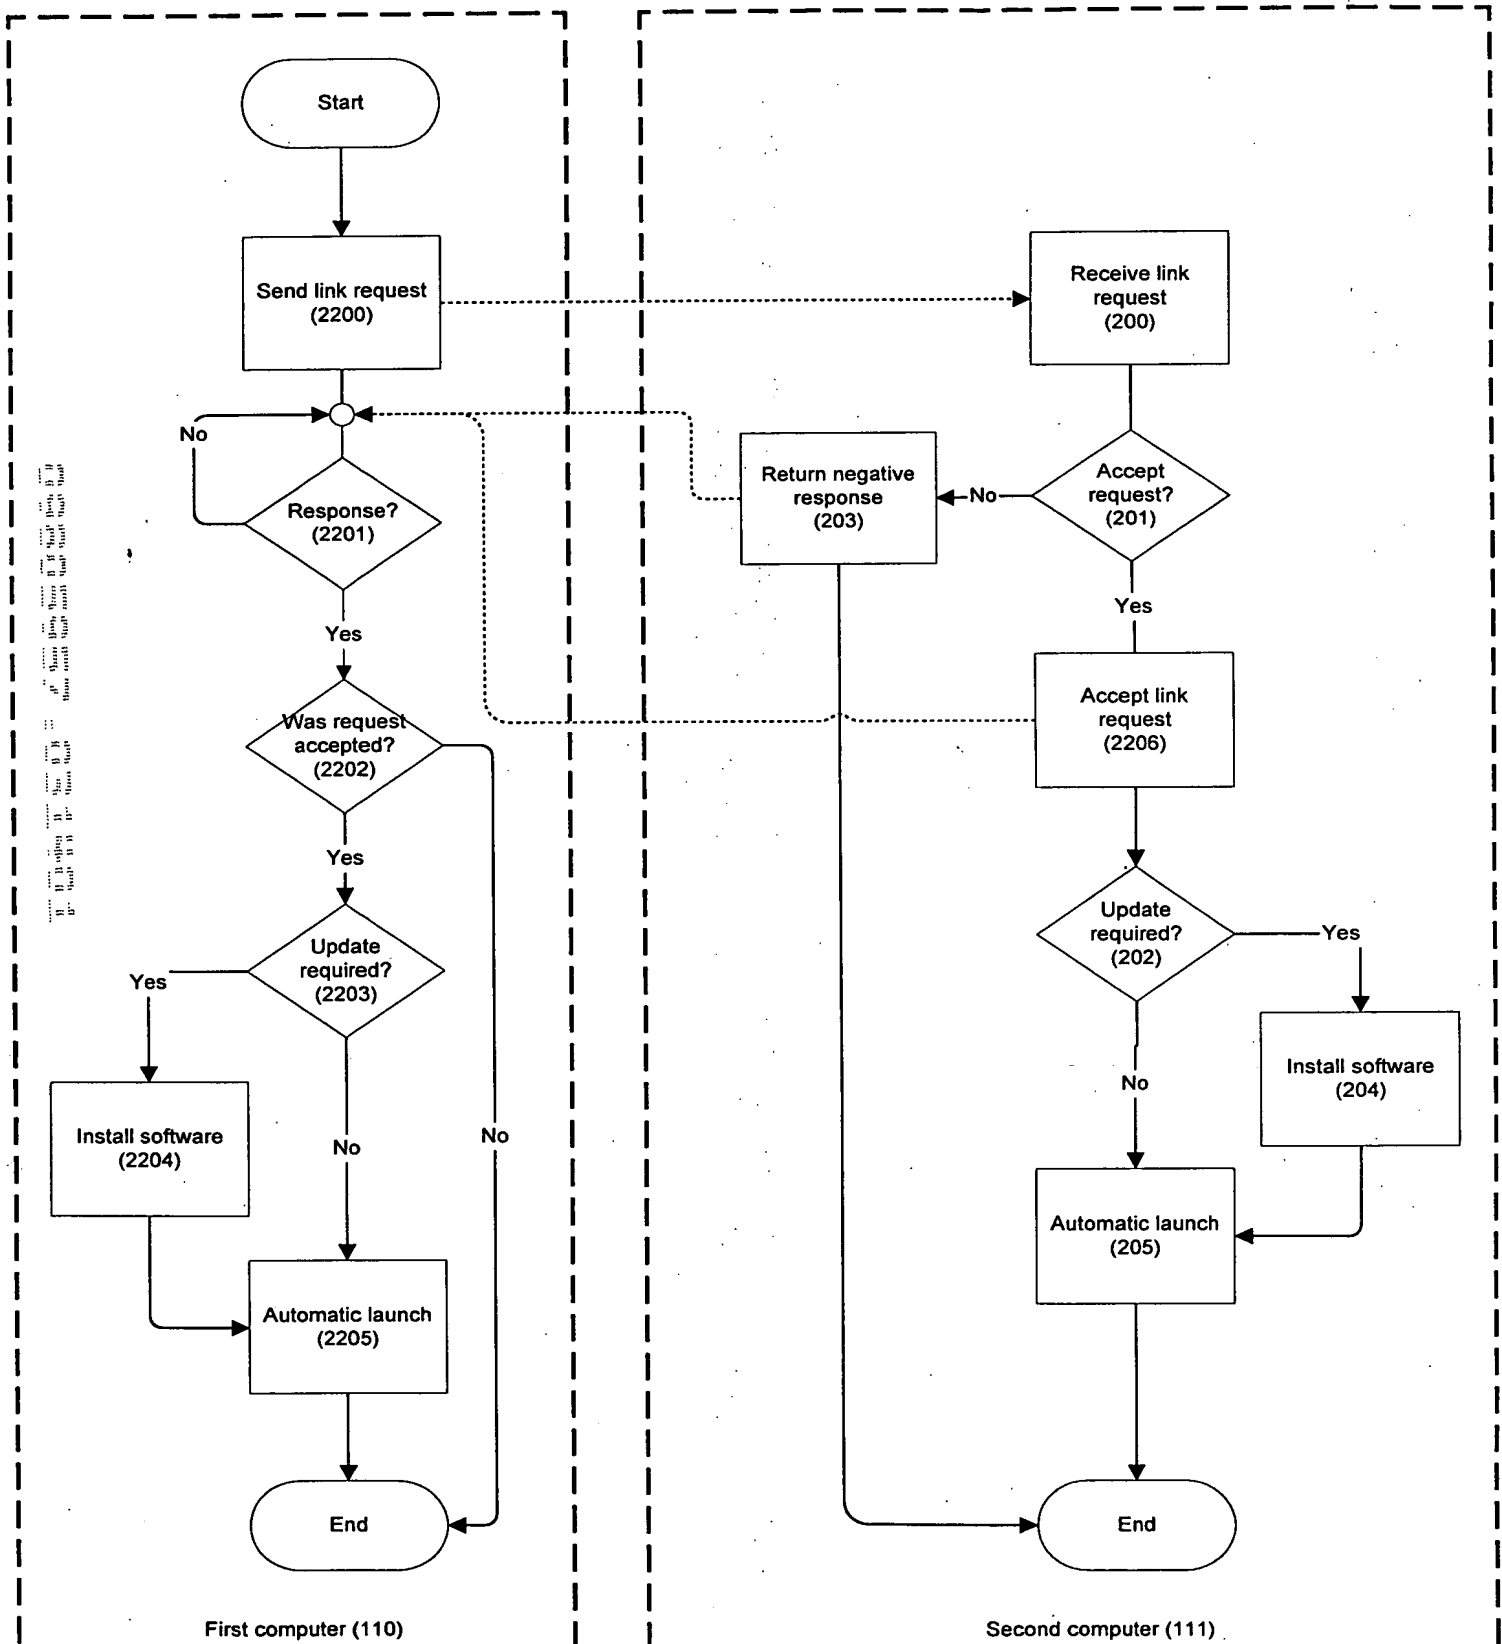 Start
Send link request
(2200)
No
Response?
(2201)
Yes
Was request
accepted?
(2202)
Yes
Update
required?
(2203)
Yes
No
No
Install software
(2204)
Automatic launch
(2205)
End
First computer (110)
Receive link
request
(200)
Accept
request?
(201)
No
Return negative
response
(203)
Yes
Accept link
request
(2206)
Update
required?
(202)
Yes
No
Install software
(204)
Automatic launch
(205)
End
Second computer (111)